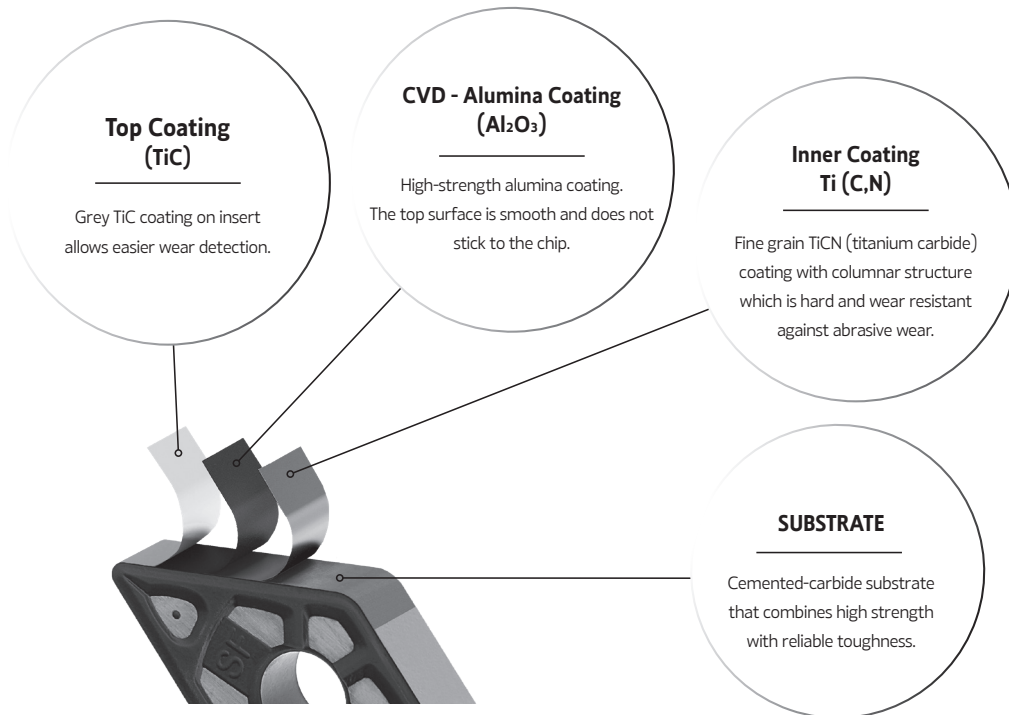 Top Coating
(TiC)
Grey TiC coating on insert
allows easier wear detection.
CVD - Alumina Coating
(Al₂O₃)
High-strength alumina coating.
The top surface is smooth and does not
stick to the chip.
Inner Coating
Ti (C,N)
Fine grain TiCN (titanium carbide)
coating with columnar structure
which is hard and wear resistant
against abrasive wear.
SUBSTRATE
Cemented-carbide substrate
that combines high strength
with reliable toughness.